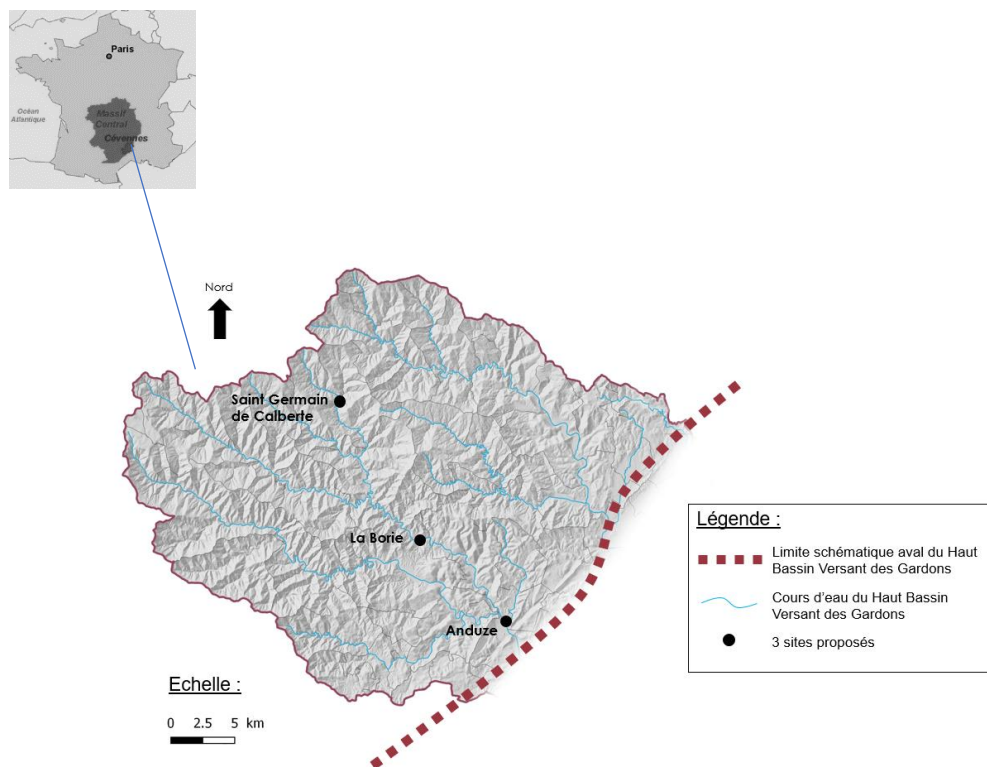 Paris
Océan
Atlantique
Massif
Central
Cévennes
Nord
Saint Germain
de Calberte
La Borie
Anduze
Légende :
Limite schématique aval du Haut
Bassin Versant des Gardons
Cours d'eau du Haut Bassin
Versant des Gardons
3 sites proposés
Echelle :
0 2.5 5 km